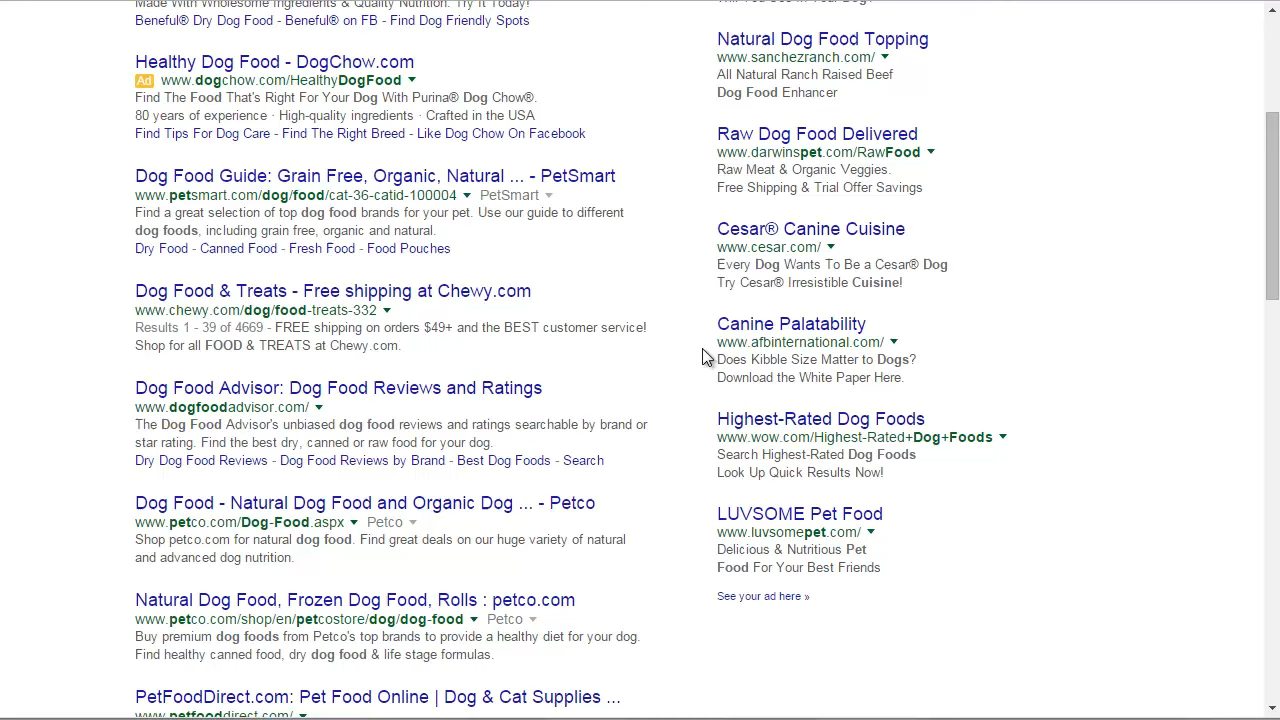 Made With Wholesome Ingredients & Quality Nutrition. Try It Today!
Beneful® Dry Dog Food - Beneful® on FB - Find Dog Friendly Spots
Healthy Dog Food - DogChow.com
Ad www.dogchow.com/HealthyDogFood
Find The Food That's Right For Your Dog With Purina® Dog Chow®.
80 years of experience · High-quality ingredients · Crafted in the USA
Find Tips For Dog Care - Find The Right Breed - Like Dog Chow On Facebook
Dog Food Guide: Grain Free, Organic, Natural ... - PetSmart
www.petsmart.com/dog/food/cat-36-catid-100004 PetSmart
Find a great selection of top dog food brands for your pet. Use our guide to different
dog foods, including grain free, organic and natural.
Dry Food - Canned Food - Fresh Food - Food Pouches
Dog Food & Treats - Free shipping at Chewy.com
www.chewy.com/dog/food-treats-332
Results 1 - 39 of 4669 - FREE shipping on orders $49+ and the BEST customer service!
Shop for all FOOD & TREATS at Chewy.com.
Dog Food Advisor: Dog Food Reviews and Ratings
www.dogfoodadvisor.com/
The Dog Food Advisor's unbiased dog food reviews and ratings searchable by brand or
star rating. Find the best dry, canned or raw food for your dog.
Dry Dog Food Reviews - Dog Food Reviews by Brand - Best Dog Foods - Search
Dog Food - Natural Dog Food and Organic Dog ... - Petco
www.petco.com/Dog-Food.aspx Petco
Shop petco.com for natural dog food. Find great deals on our huge variety of natural
and advanced dog nutrition.
Natural Dog Food, Frozen Dog Food, Rolls : petco.com
www.petco.com/shop/en/petcostore/dog/dog-food Petco
Buy premium dog foods from Petco's top brands to provide a healthy diet for your dog.
Find healthy canned food, dry dog food & life stage formulas.
PetFoodDirect.com: Pet Food Online | Dog & Cat Supplies ...
www.petfooddirect.com/
Will You See In Your Dog?
Natural Dog Food Topping
www.sanchezranch.com/
All Natural Ranch Raised Beef
Dog Food Enhancer
Raw Dog Food Delivered
www.darwinspet.com/RawFood
Raw Meat & Organic Veggies.
Free Shipping & Trial Offer Savings
Cesar® Canine Cuisine
www.cesar.com/
Every Dog Wants To Be a Cesar® Dog
Try Cesar® Irresistible Cuisine!
Canine Palatability
www.afbinternational.com/
Does Kibble Size Matter to Dogs?
Download the White Paper Here.
Highest-Rated Dog Foods
www.wow.com/Highest-Rated+Dog+Foods
Search Highest-Rated Dog Foods
Look Up Quick Results Now!
LUVSOME Pet Food
www.luvsomepet.com/
Delicious & Nutritious Pet
Food For Your Best Friends
See your ad here »